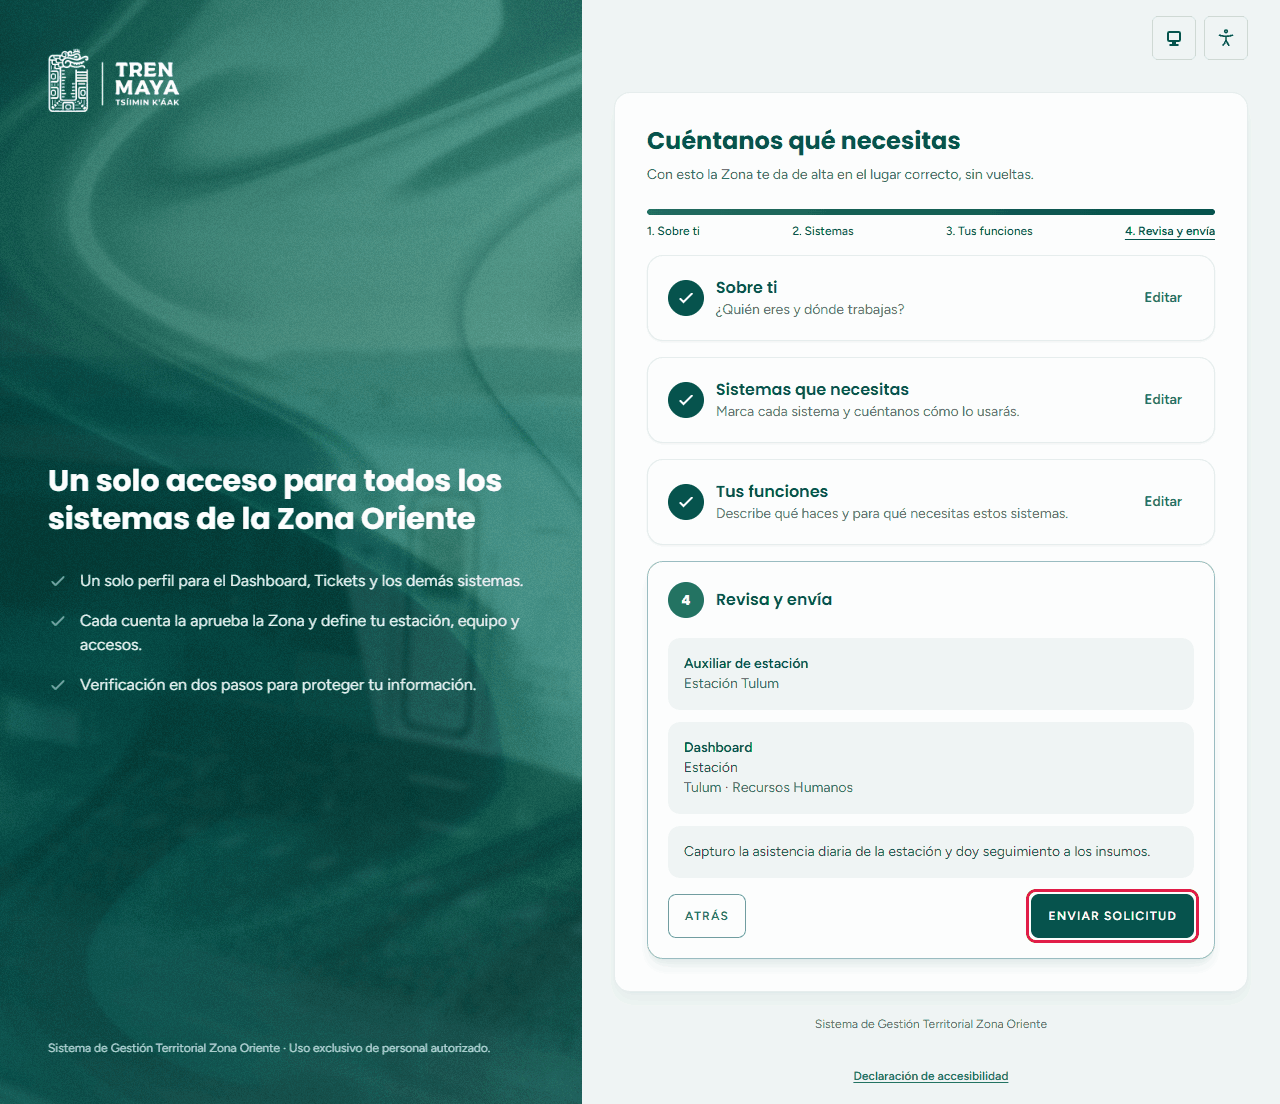 TREN
MAYA
TSÍIMIN K'ÁAK
Un solo acceso para todos los
sistemas de la Zona Oriente
Un solo perfil para el Dashboard, Tickets y los demás sistemas.
Cada cuenta la aprueba la Zona y define tu estación, equipo y
accesos.
Verificación en dos pasos para proteger tu información.
Sistema de Gestión Territorial Zona Oriente · Uso exclusivo de personal autorizado.
Cuéntanos qué necesitas
Con esto la Zona te da de alta en el lugar correcto, sin vueltas.
1. Sobre ti
2. Sistemas
3. Tus funciones
4. Revisa y envía
Sobre ti
¿Quién eres y dónde trabajas?
Editar
Sistemas que necesitas
Marca cada sistema y cuéntanos cómo lo usarás.
Editar
Tus funciones
Describe qué haces y para qué necesitas estos sistemas.
Editar
4
Revisa y envía
Auxiliar de estación
Estación Tulum
Dashboard
Estación
Tulum · Recursos Humanos
Capturo la asistencia diaria de la estación y doy seguimiento a los insumos.
ATRÁS
ENVIAR SOLICITUD
Sistema de Gestión Territorial Zona Oriente
Declaración de accesibilidad